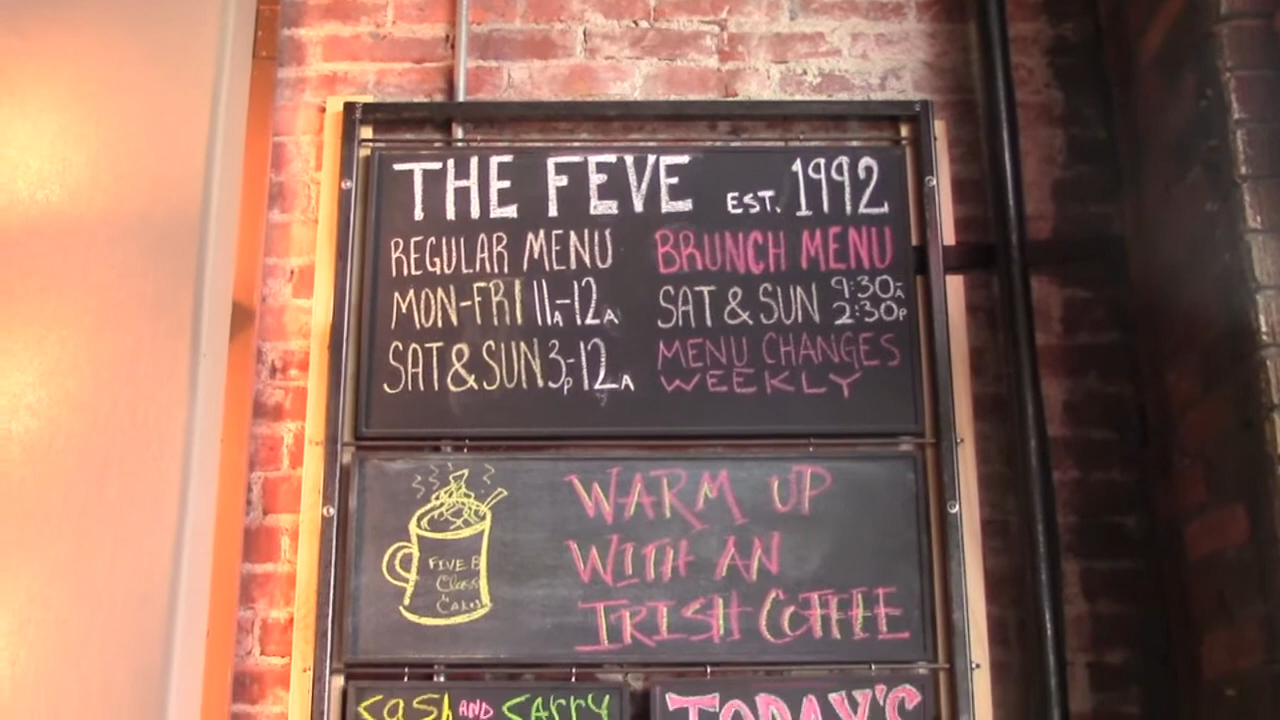 THE FEVE EST. 1992
REGULAR MENU
MON-FRI 11A-12A
SAT & SUN 3P-12A
BRUNCH MENU
SAT & SUN 9:30A-
2:30P
MENU CHANGES
WEEKLY
FIVE B
Class
Cakes
WARM UP
WITH AN
IRISH COFFEE
CASH AND CARRY
TODAY'S